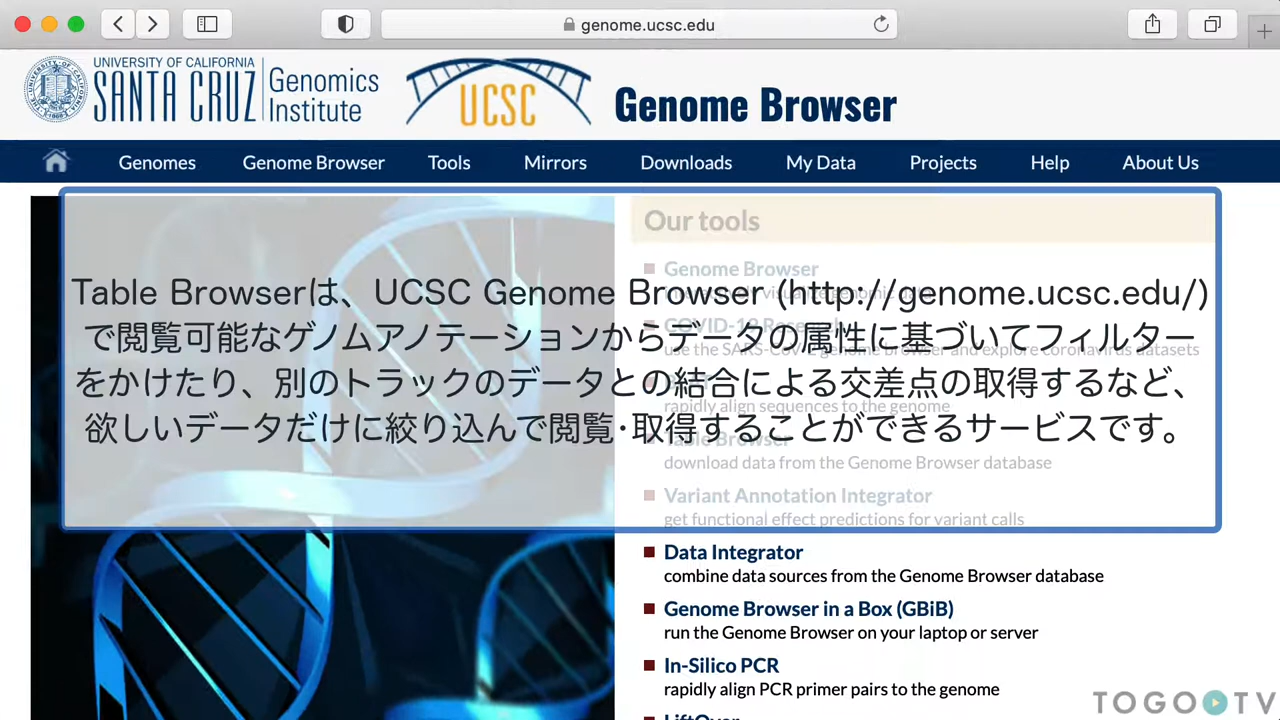 genome.ucsc.edu
UNIVERSITY OF CALIFORNIA
SANTA CRUZ
Genomics
Institute
UCSC
Genome Browser
Genomes Genome Browser Tools Mirrors Downloads My Data Projects Help About Us
Table Browserは、UCSC Genome Browser (http://genome.ucsc.edu/)
で閲覧可能なゲノムアノテーションからデータの属性に基づいてフィルター
をかけたり、別のトラックのデータとの結合による交差点の取得するなど、
欲しいデータだけに絞り込んで閲覧･取得することができるサービスです。
Our tools
Genome Browser
COVID-19 Research
use the SARS-CoV-2 genome browser and explore coronavirus datasets
rapidly align sequences to the genome
Table Browser
download data from the Genome Browser database
Variant Annotation Integrator
get functional effect predictions for variant calls
Data Integrator
combine data sources from the Genome Browser database
Genome Browser in a Box (GBiB)
run the Genome Browser on your laptop or server
In-Silico PCR
rapidly align PCR primer pairs to the genome
LiftOver
TOGO TV